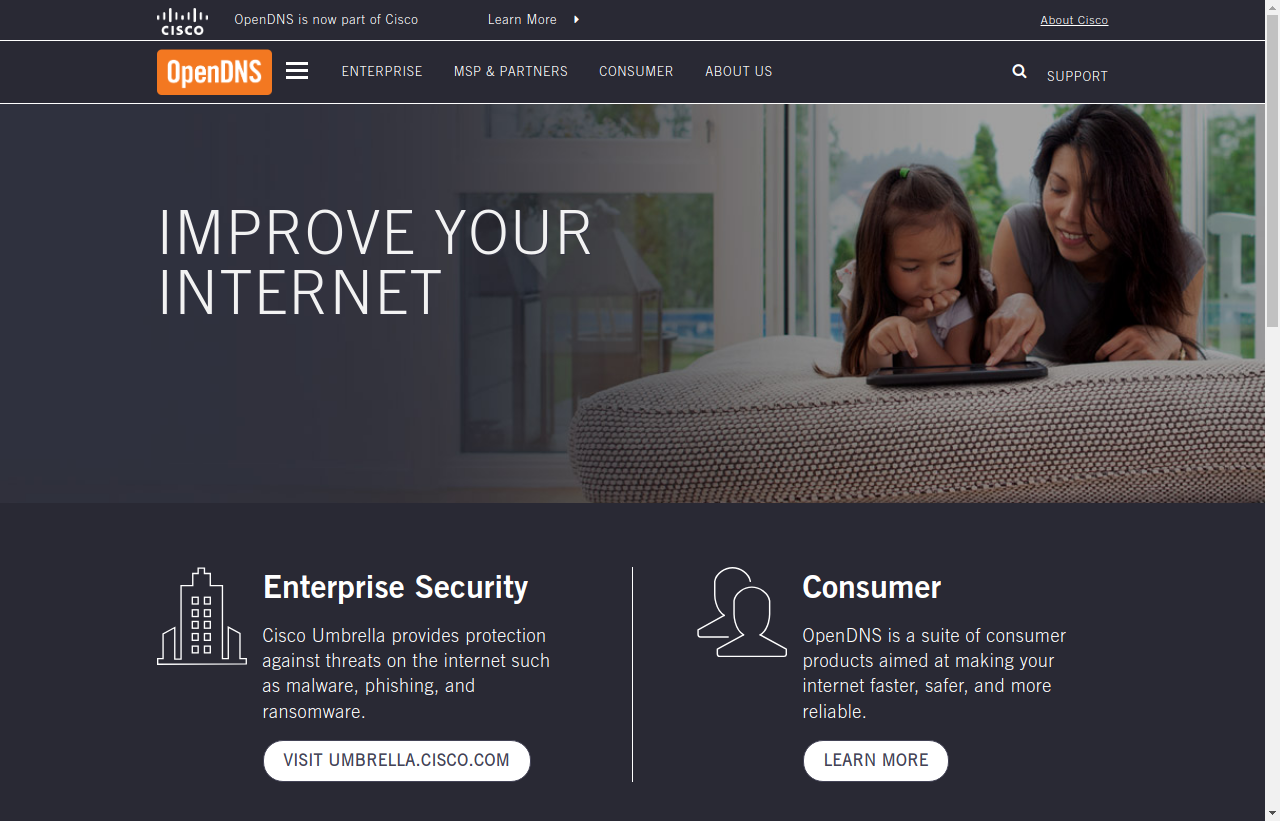 OpenDNS is now part of Cisco
Learn More
About Cisco
CISCO
OpenDNS
ENTERPRISE
MSP & PARTNERS
CONSUMER
ABOUT US
SUPPORT
IMPROVE YOUR
INTERNET
Enterprise Security
Cisco Umbrella provides protection
against threats on the internet such
as malware, phishing, and
ransomware.
VISIT UMBRELLA.CISCO.COM
Consumer
OpenDNS is a suite of consumer
products aimed at making your
internet faster, safer, and more
reliable.
LEARN MORE